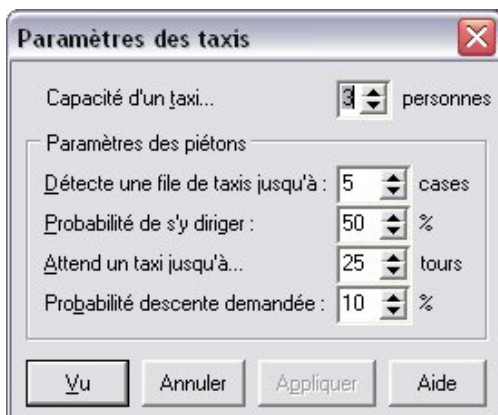 Paramètres des taxis
Capacité d'un taxi... 3 personnes
Paramètres des piétons
Détecte une file de taxis jusqu'à : 5 cases
Probabilité de s'y diriger : 50 %
Attend un taxi jusqu'à... 25 tours
Probabilité descente demandée : 10 %
Vu Annuler Appliquer Aide